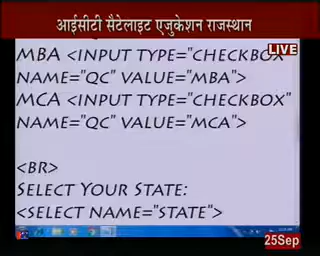 आईसीटी सैटेलाइट एजुकेशन राजस्थान
LIVE
MBA <INPUT TYPE="CHECKBOX"
NAME="QC" VALUE="MBA">
MCA <INPUT TYPE="CHECKBOX"
NAME="QC" VALUE="MCA">
<BR>
SELECT YOUR STATE:
<SELECT NAME="STATE">
25Sep